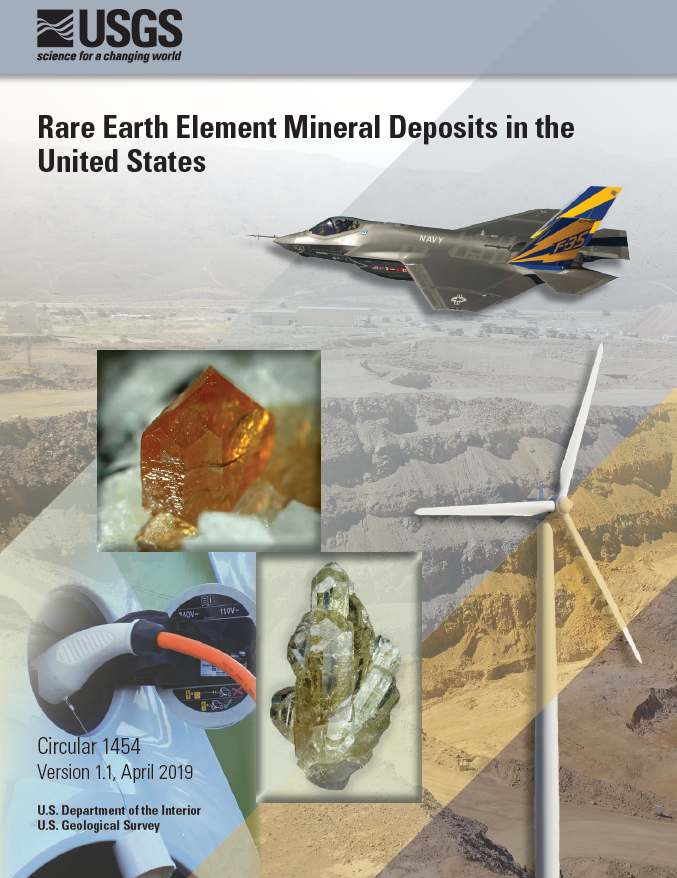 USGS
science for a changing world
Rare Earth Element Mineral Deposits in the
United States
NAVY
F-35
240V~ 110V~
Circular 1454
Version 1.1, April 2019
U.S. Department of the Interior
U.S. Geological Survey